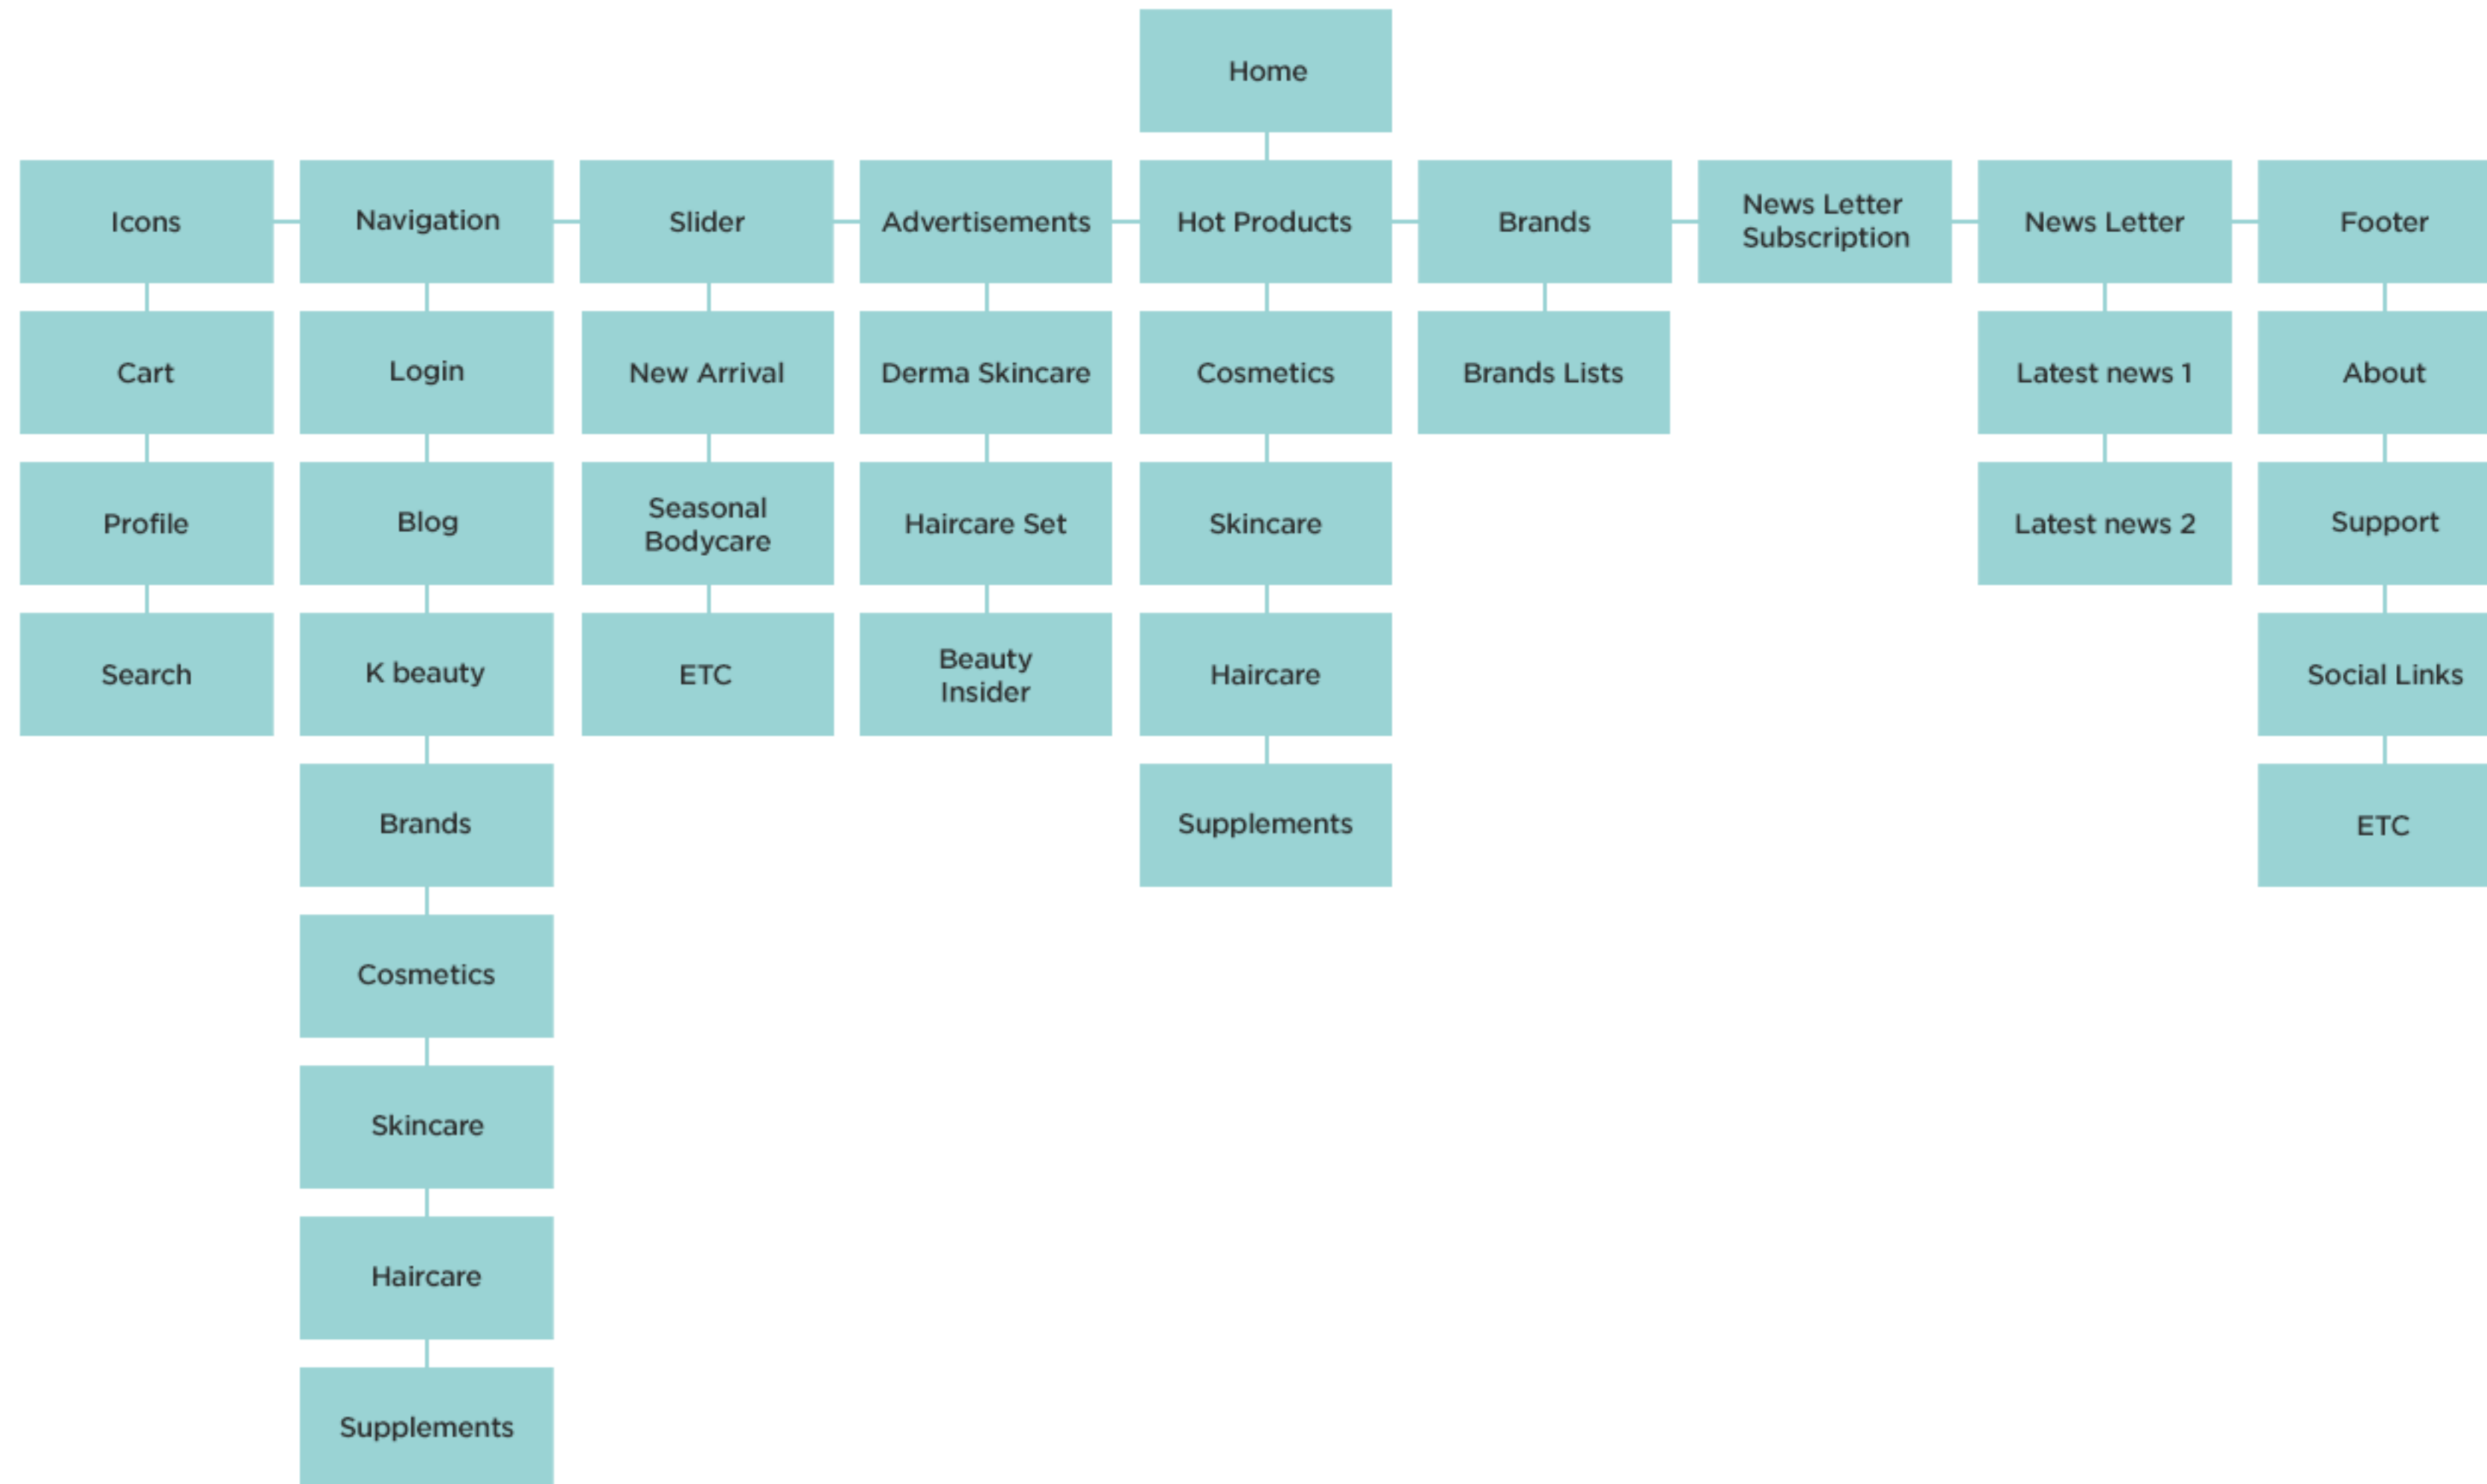 Home
Icons
Navigation
Slider
Advertisements
Hot Products
Brands
News Letter
Subscription
News Letter
Footer
Cart
Login
New Arrival
Derma Skincare
Cosmetics
Brands Lists
Latest news 1
About
Profile
Blog
Seasonal
Bodycare
Haircare Set
Skincare
Latest news 2
Support
Search
K beauty
ETC
Beauty
Insider
Haircare
Social Links
Brands
Supplements
ETC
Cosmetics
Skincare
Haircare
Supplements